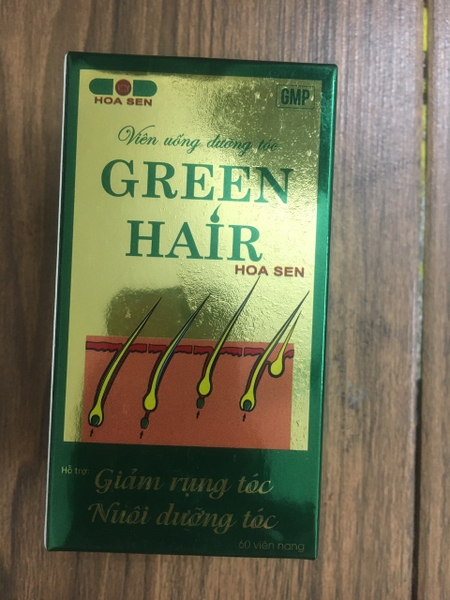 HOA SEN
GMP
Viên uống dưỡng tóc
GREEN
HAIR
HOA SEN
Hỗ trợ:
Giảm rụng tóc
Nuôi dưỡng tóc
60 viên nang